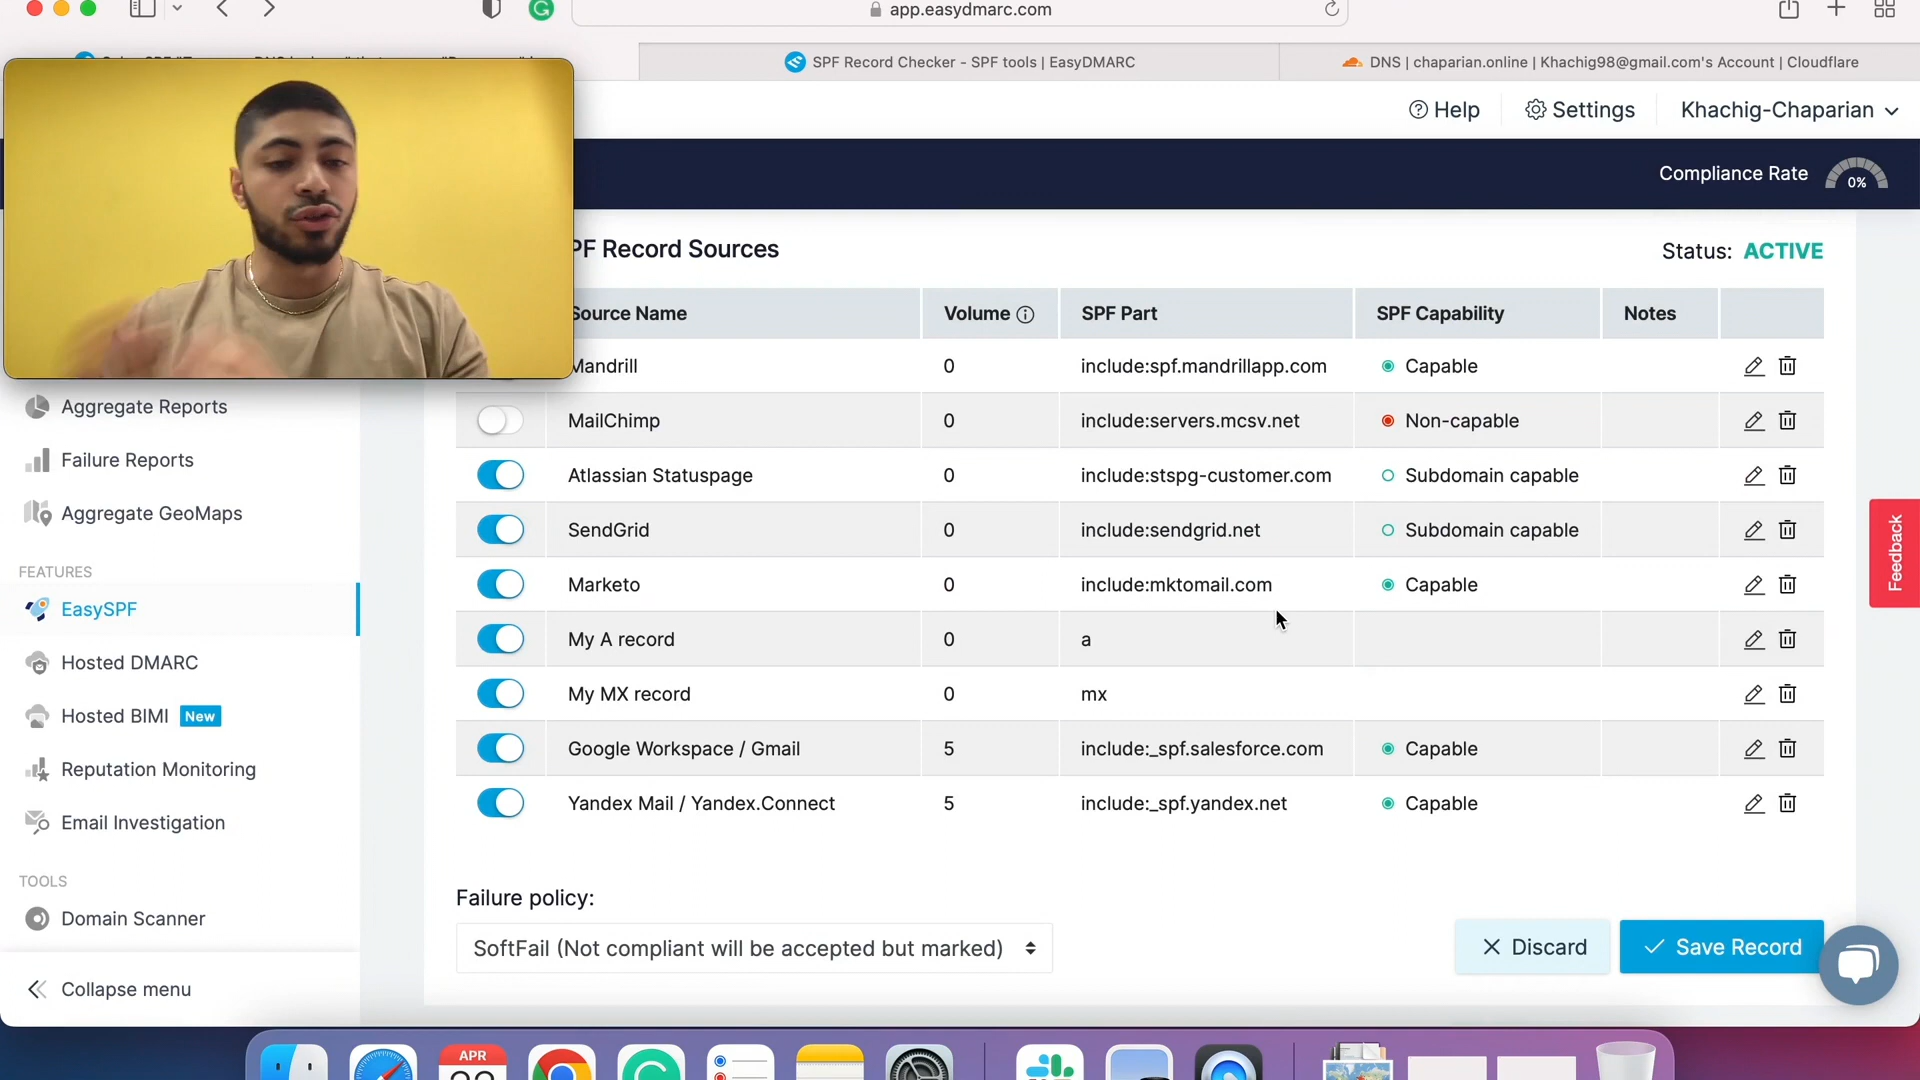 app.easydmarc.com
SPF Record Checker - SPF tools | EasyDMARC
DNS | chaparian.online | Khachig98@gmail.com's Account | Cloudflare
Help
Settings
Khachig-Chaparian
Compliance Rate
0%
PF Record Sources
Status: ACTIVE
Source Name
Volume
SPF Part
SPF Capability
Notes
Mandrill
0
include:spf.mandrillapp.com
Capable
MailChimp
0
include:servers.mcsv.net
Non-capable
Atlassian Statuspage
0
include:stspg-customer.com
Subdomain capable
SendGrid
0
include:sendgrid.net
Subdomain capable
Marketo
0
include:mktomail.com
Capable
My A record
0
a
My MX record
0
mx
Google Workspace / Gmail
5
include:_spf.salesforce.com
Capable
Yandex Mail / Yandex.Connect
5
include:_spf.yandex.net
Capable
Failure policy:
SoftFail (Not compliant will be accepted but marked)
Discard
Save Record
Feedback
Aggregate Reports
Failure Reports
Aggregate GeoMaps
FEATURES
EasySPF
Hosted DMARC
Hosted BIMI New
Reputation Monitoring
Email Investigation
TOOLS
Domain Scanner
Collapse menu
APR